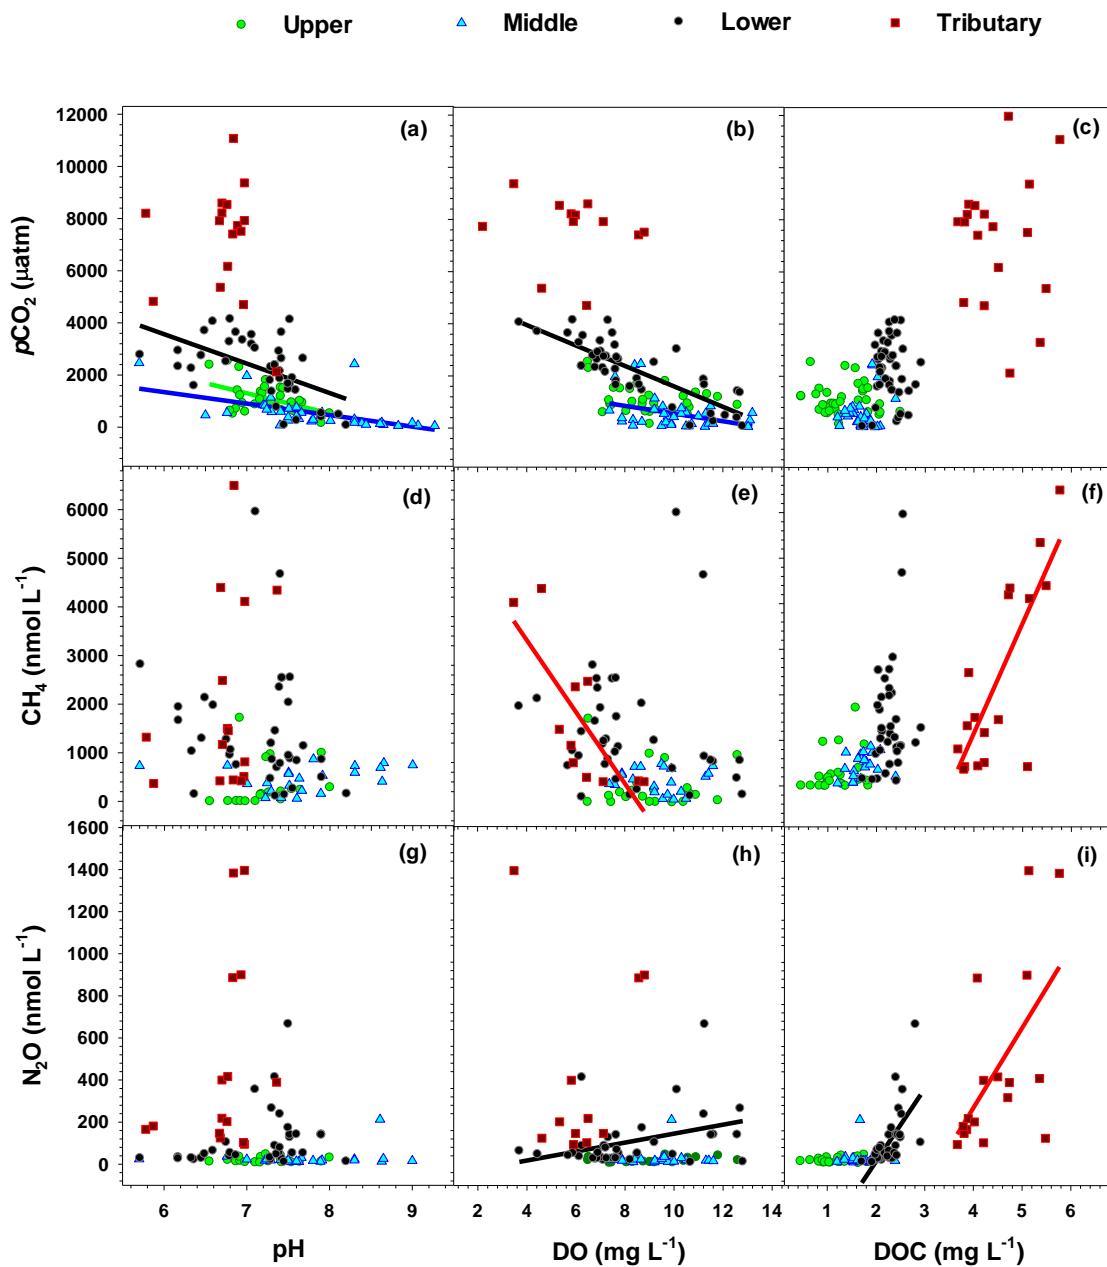 Upper Middle Lower Tributary
12000
10000
8000
6000
4000
2000
0
pCO₂ (µatm)
(a) (b) (c)
6000
5000
4000
3000
2000
1000
0
CH₄ (nmol L⁻¹)
(d) (e) (f)
1600
1400
1200
1000
800
600
400
200
0
N₂O (nmol L⁻¹)
(g) (h) (i)
6 7 8 9 2 4 6 8 10 12 14 1 2 3 4 5 6
pH DO (mg L⁻¹) DOC (mg L⁻¹)